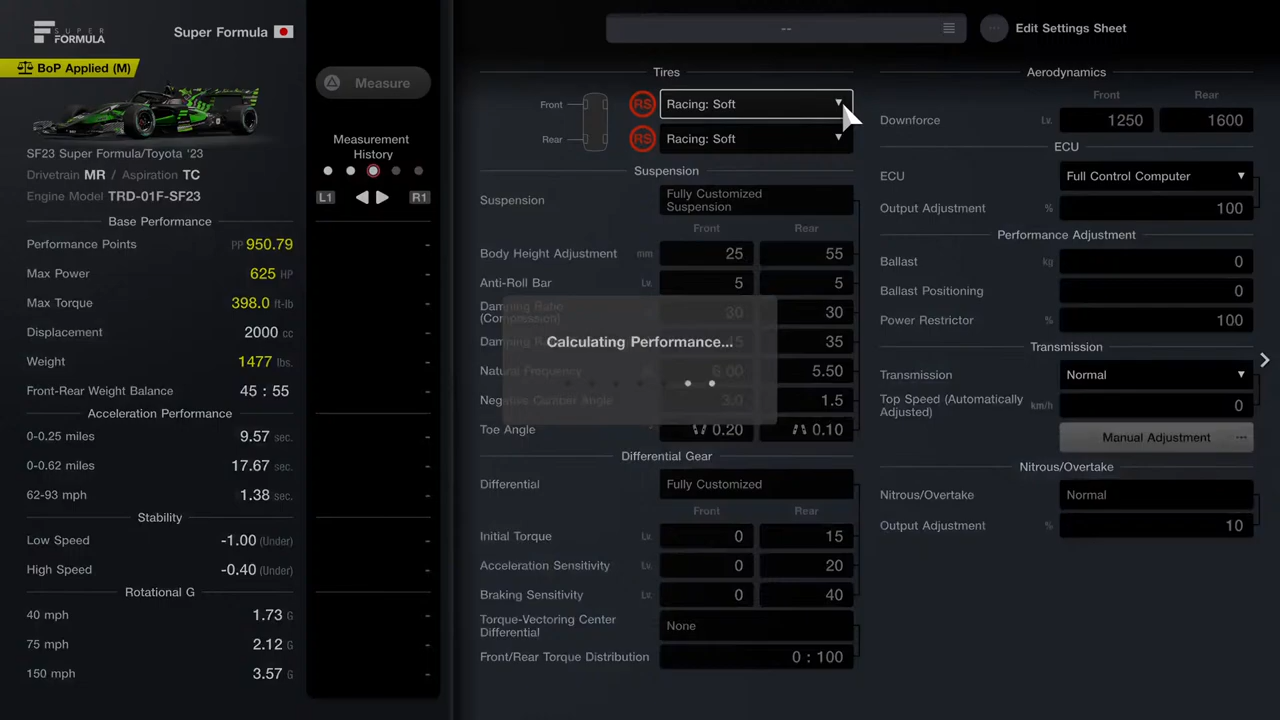 SUPER FORMULA
Super Formula
BoP Applied (M)
SF23 Super Formula/Toyota '23
Drivetrain MR / Aspiration TC
Engine Model TRD-01F-SF23
Base Performance
Performance Points PP 950.79
Max Power 625 HP
Max Torque 398.0 ft-lb
Displacement 2000 cc
Weight 1477 lbs.
Front-Rear Weight Balance 45 : 55
Acceleration Performance
0-0.25 miles 9.57 sec.
0-0.62 miles 17.67 sec.
62-93 mph 1.38 sec.
Stability
Low Speed -1.00 (Under)
High Speed -0.40 (Under)
Rotational G
40 mph 1.73 G
75 mph 2.12 G
150 mph 3.57 G
Measure
Measurement
History
L1 R1
--
Edit Settings Sheet
Tires
Front RS Racing: Soft
Rear RS Racing: Soft
Suspension
Suspension Fully Customized Suspension
Front Rear
Body Height Adjustment mm 25 55
Anti-Roll Bar Lv. 5 5
Damping Ratio (Compression) 30 30
35
Calculating Performance...
Natural Frequency 5.50
Negative Camber Angle 3.0 1.5
Toe Angle 0.20 0.10
Differential Gear
Differential Fully Customized
Front Rear
Initial Torque Lv. 0 15
Acceleration Sensitivity Lv. 0 20
Braking Sensitivity Lv. 0 40
Torque-Vectoring Center Differential None
Front/Rear Torque Distribution 0 : 100
Aerodynamics
Front Rear
Downforce Lv. 1250 1600
ECU
ECU Full Control Computer
Output Adjustment % 100
Performance Adjustment
Ballast kg 0
Ballast Positioning 0
Power Restrictor % 100
Transmission
Transmission Normal
Top Speed (Automatically Adjusted) km/h 0
Manual Adjustment
Nitrous/Overtake
Nitrous/Overtake Normal
Output Adjustment % 10